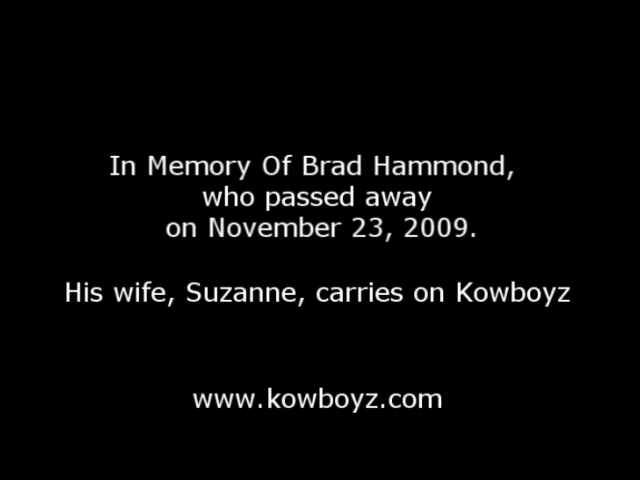 In Memory Of Brad Hammond,
who passed away
on November 23, 2009.
His wife, Suzanne, carries on Kowboyz
www.kowboyz.com